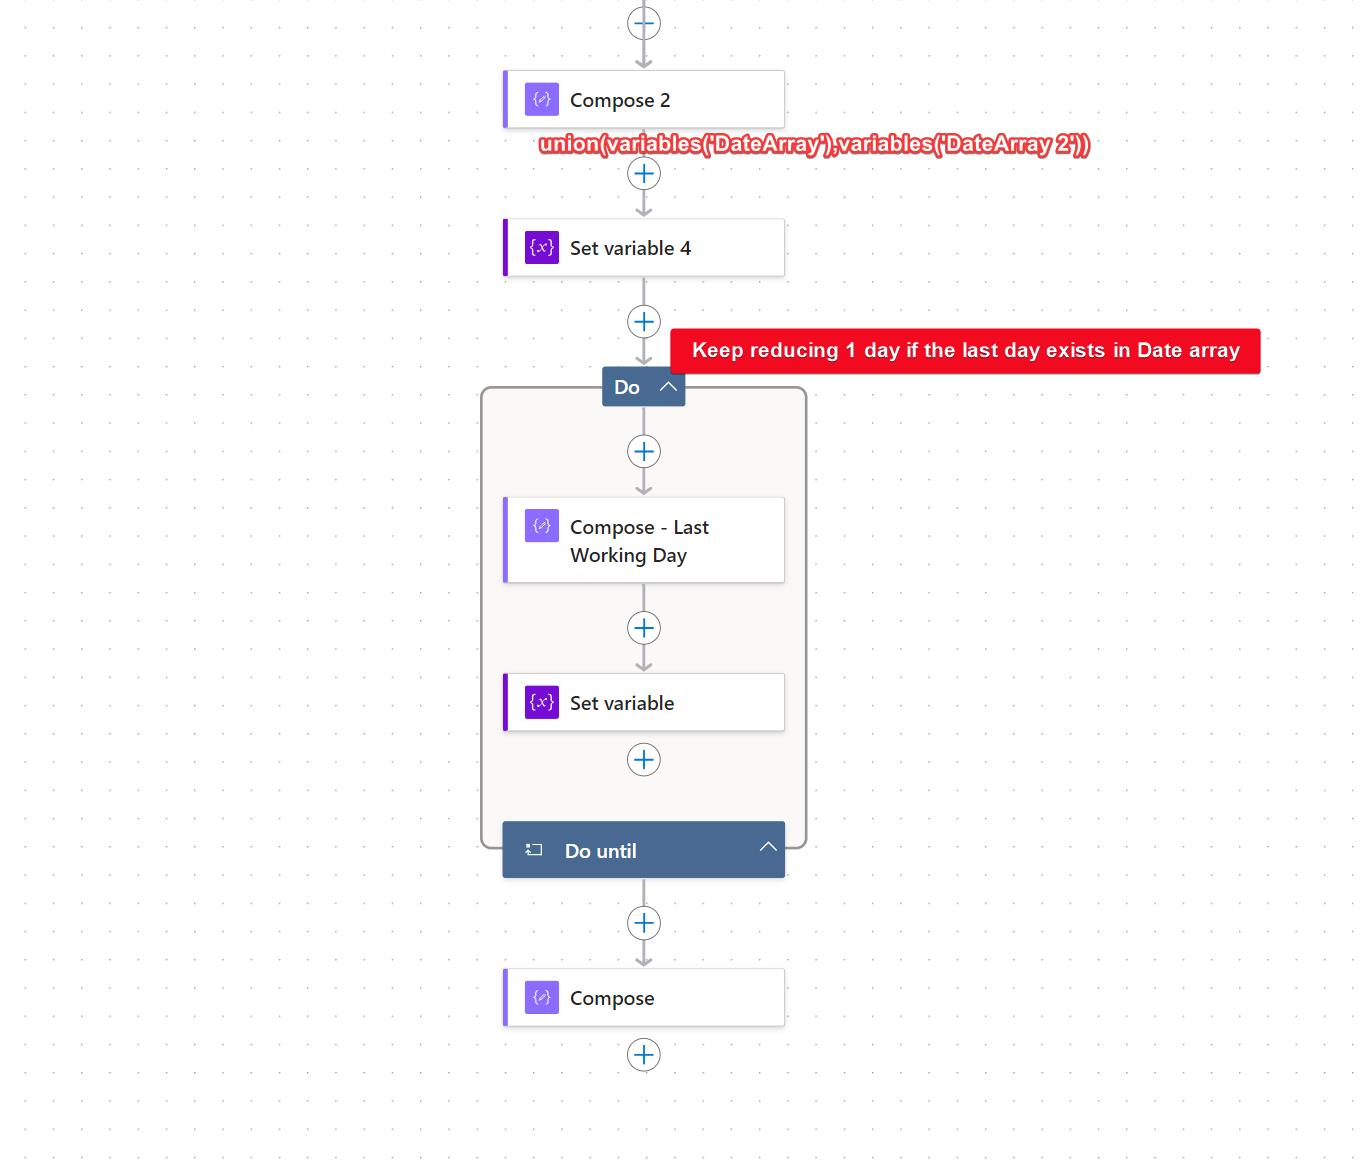 Compose 2
union(variables('DateArray'),variables('DateArray 2'))
Set variable 4
Keep reducing 1 day if the last day exists in Date array
Do
Compose - Last
Working Day
Set variable
Do until
Compose